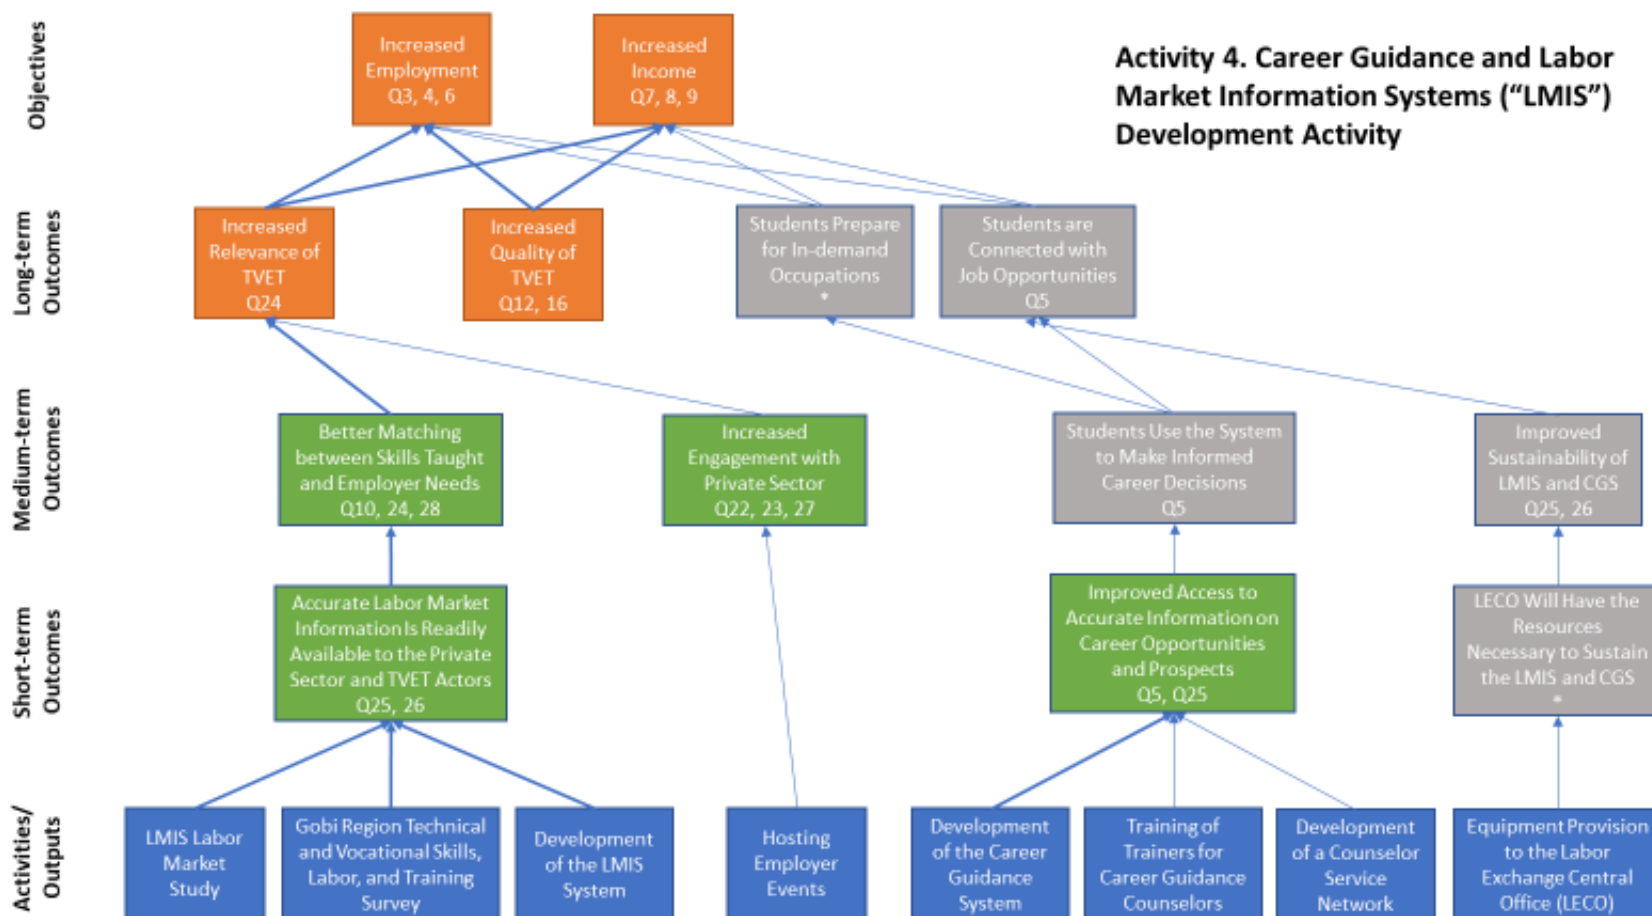 Objectives
Increased
Employment
Q3, 4, 6
Increased
Income
Q7, 8, 9
Activity 4. Career Guidance and Labor
Market Information Systems (“LMIS”)
Development Activity
Long-term
Outcomes
Increased
Relevance of
TVET
Q24
Increased
Quality of
TVET
Q12, 16
Students Prepare
for In-demand
Occupations
*
Students are
Connected with
Job Opportunities
Q5
Medium-term
Outcomes
Better Matching
between Skills Taught
and Employer Needs
Q10, 24, 28
Increased
Engagement with
Private Sector
Q22, 23, 27
Students Use the System
to Make Informed
Career Decisions
Q5
Improved
Sustainability of
LMIS and CGS
Q25, 26
Short-term
Outcomes
Accurate Labor Market
Information Is Readily
Available to the Private
Sector and TVET Actors
Q25, 26
Improved Access to
Accurate Information on
Career Opportunities
and Prospects
Q5, Q25
LECO Will Have the
Resources
Necessary to Sustain
the LMIS and CGS
*
Activities/
Outputs
LMIS Labor
Market
Study
Gobi Region Technical
and Vocational Skills,
Labor, and Training
Survey
Development
of the LMIS
System
Hosting
Employer
Events
Development
of the Career
Guidance
System
Training of
Trainers for
Career Guidance
Counselors
Development
of a Counselor
Service
Network
Equipment Provision
to the Labor
Exchange Central
Office (LECO)